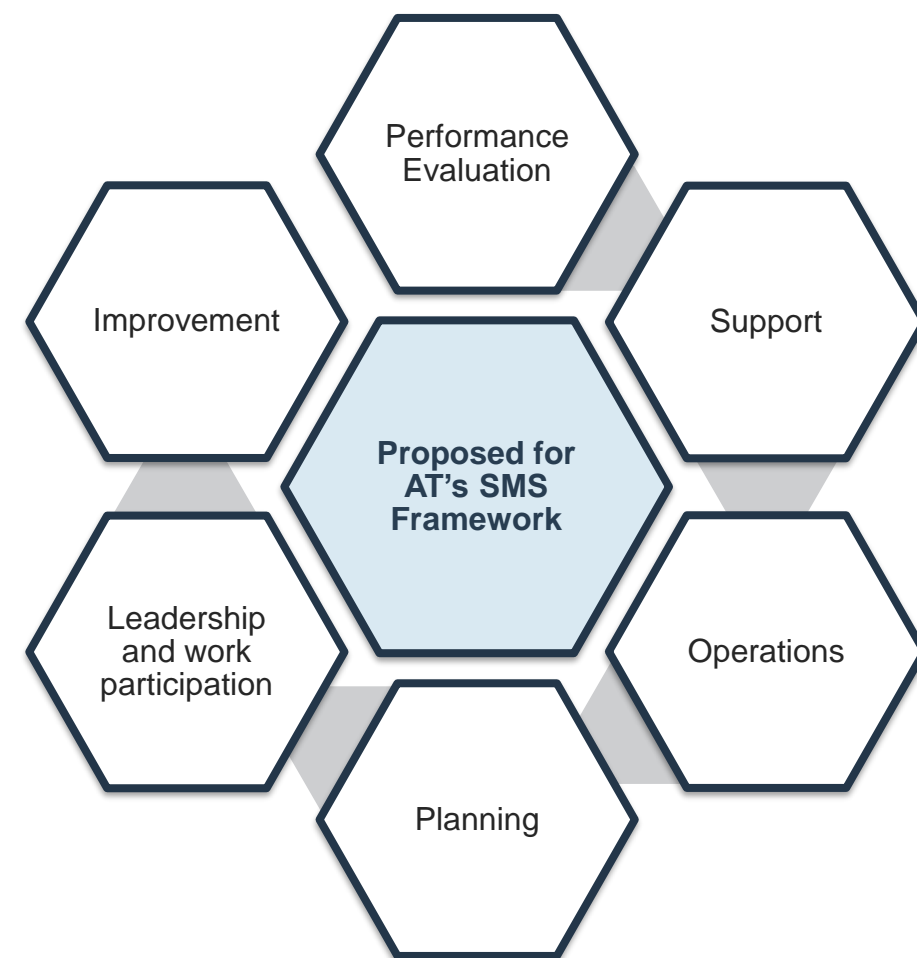 Performance
Evaluation
Improvement
Support
Proposed for
AT’s SMS
Framework
Leadership
and work
participation
Operations
Planning